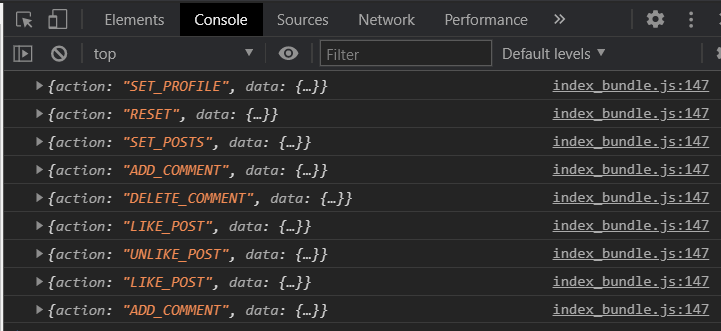 Elements Console Sources Network Performance »
top ▼ Filter Default levels ▼
▶{action: "SET_PROFILE", data: {…}} index_bundle.js:147
▶{action: "RESET", data: {…}} index_bundle.js:147
▶{action: "SET_POSTS", data: {…}} index_bundle.js:147
▶{action: "ADD_COMMENT", data: {…}} index_bundle.js:147
▶{action: "DELETE_COMMENT", data: {…}} index_bundle.js:147
▶{action: "LIKE_POST", data: {…}} index_bundle.js:147
▶{action: "UNLIKE_POST", data: {…}} index_bundle.js:147
▶{action: "LIKE_POST", data: {…}} index_bundle.js:147
▶{action: "ADD_COMMENT", data: {…}} index_bundle.js:147